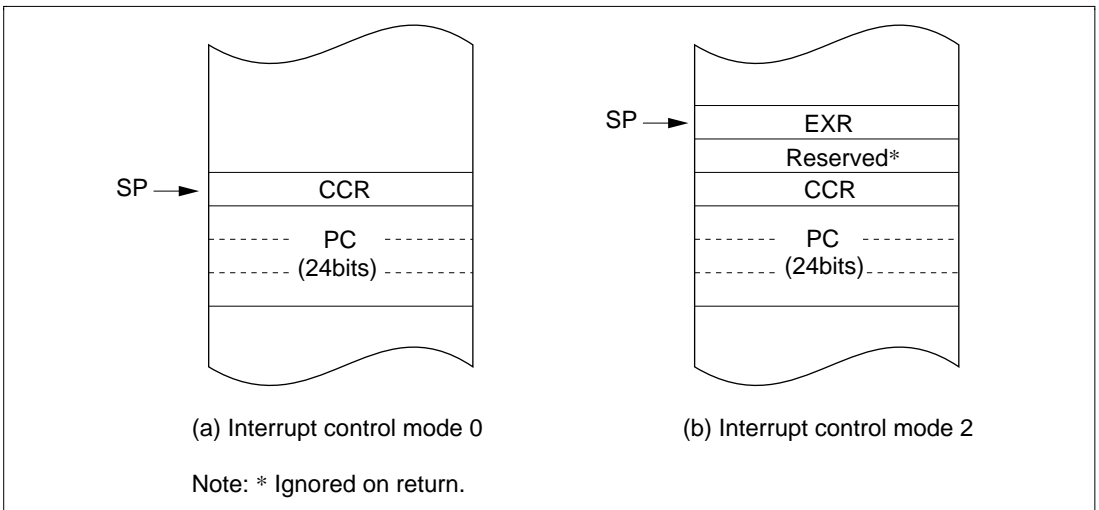 SP
CCR
PC
(24bits)
(a) Interrupt control mode 0
SP
EXR
Reserved*
CCR
PC
(24bits)
(b) Interrupt control mode 2
Note: * Ignored on return.